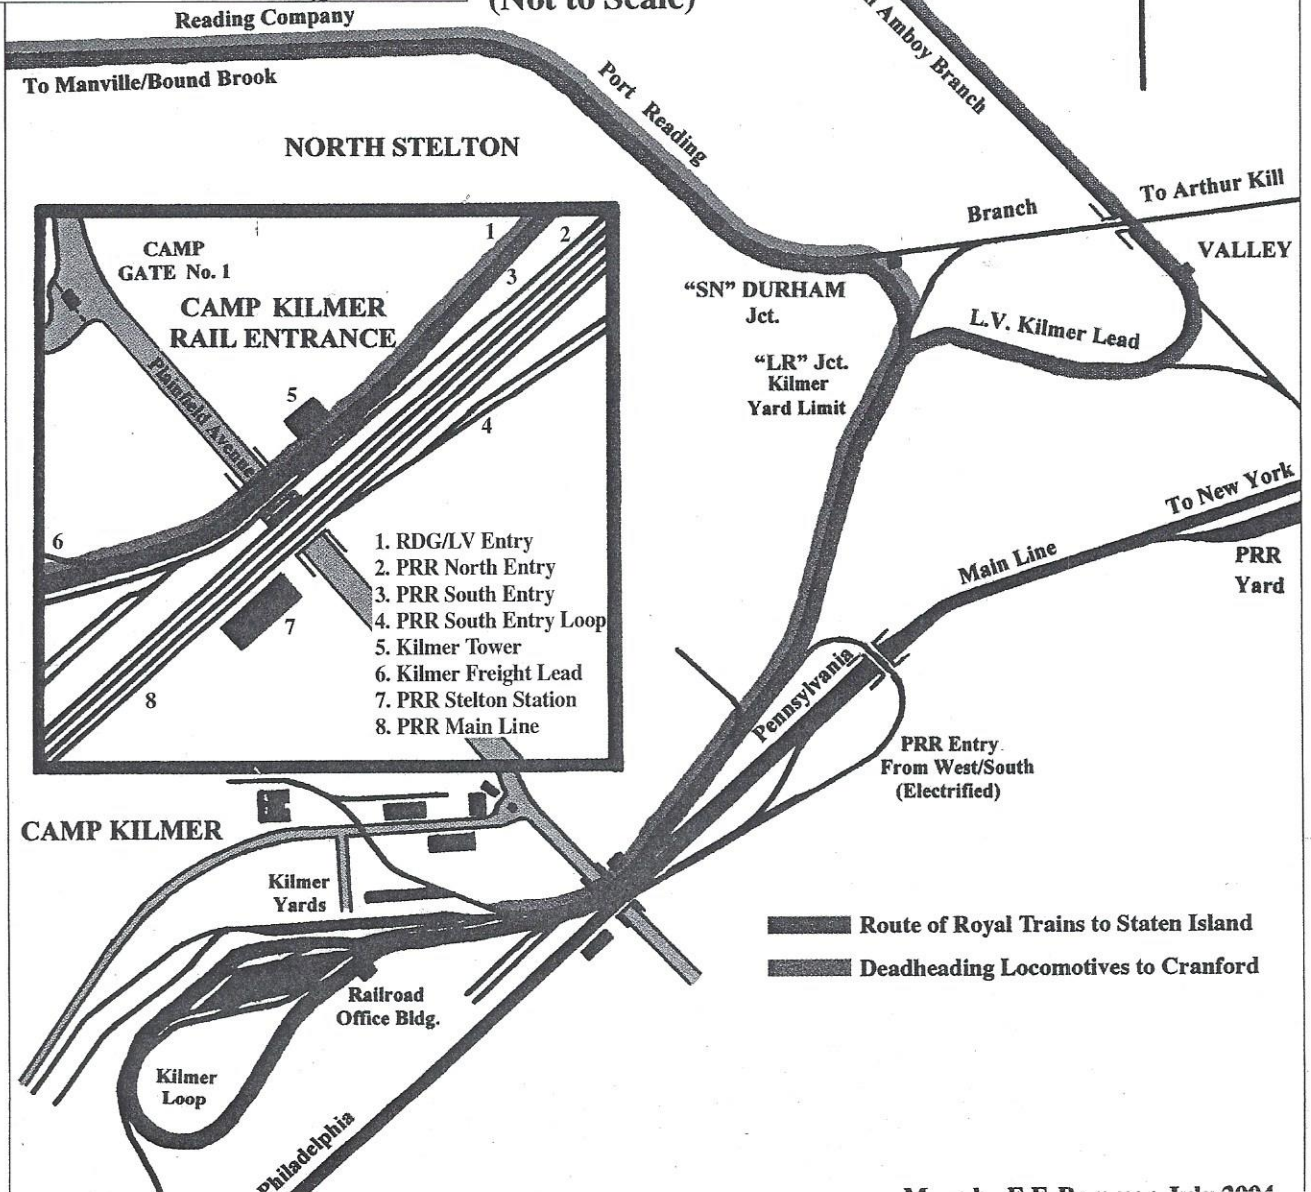 (Not to Scale)
Reading Company
To Manville/Bound Brook
Port Reading
Amboy Branch
NORTH STELTON
To Arthur Kill
Branch
VALLEY
"SN" DURHAM
Jct.
L.V. Kilmer Lead
"LR" Jct.
Kilmer
Yard Limit
CAMP
GATE No. 1
CAMP KILMER
RAIL ENTRANCE
Plainfield Avenue
1
2
3
4
5
6
7
8
1. RDG/LV Entry
2. PRR North Entry
3. PRR South Entry
4. PRR South Entry Loop
5. Kilmer Tower
6. Kilmer Freight Lead
7. PRR Stelton Station
8. PRR Main Line
To New York
Main Line
PRR
Yard
Pennsylvania
PRR Entry
From West/South
(Electrified)
CAMP KILMER
Kilmer
Yards
Railroad
Office Bldg.
Kilmer
Loop
Philadelphia
Route of Royal Trains to Staten Island
Deadheading Locomotives to Cranford
July 2004